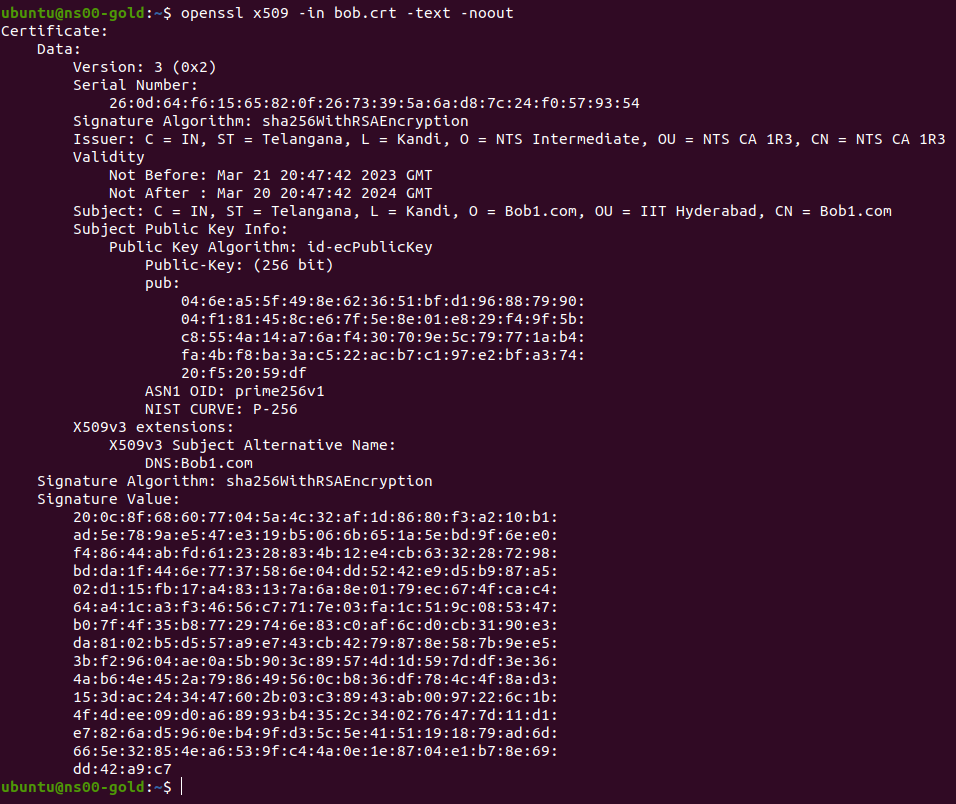 ubuntu@ns00-gold:~$ openssl x509 -in bob.crt -text -noout
Certificate:
    Data:
        Version: 3 (0x2)
        Serial Number:
            26:0d:64:f6:15:65:82:0f:26:73:39:5a:6a:d8:7c:24:f0:57:93:54
        Signature Algorithm: sha256WithRSAEncryption
        Issuer: C = IN, ST = Telangana, L = Kandi, O = NTS Intermediate, OU = NTS CA 1R3, CN = NTS CA 1R3
        Validity
            Not Before: Mar 21 20:47:42 2023 GMT
            Not After : Mar 20 20:47:42 2024 GMT
        Subject: C = IN, ST = Telangana, L = Kandi, O = Bob1.com, OU = IIT Hyderabad, CN = Bob1.com
        Subject Public Key Info:
            Public Key Algorithm: id-ecPublicKey
                Public-Key: (256 bit)
                pub:
                    04:6e:a5:5f:49:8e:62:36:51:bf:d1:96:88:79:90:
                    04:f1:81:45:8c:e6:7f:5e:8e:01:e8:29:f4:9f:5b:
                    c8:55:4a:14:a7:6a:f4:30:70:9e:5c:79:77:1a:b4:
                    fa:4b:f8:ba:3a:c5:22:ac:b7:c1:97:e2:bf:a3:74:
                    20:f5:20:59:df
                ASN1 OID: prime256v1
                NIST CURVE: P-256
        X509v3 extensions:
            X509v3 Subject Alternative Name:
                DNS:Bob1.com
    Signature Algorithm: sha256WithRSAEncryption
    Signature Value:
        20:0c:8f:68:60:77:04:5a:4c:32:af:1d:86:80:f3:a2:10:b1:
        ad:5e:78:9a:e5:47:e3:19:b5:06:6b:65:1a:5e:bd:9f:6e:e0:
        f4:86:44:ab:fd:61:23:28:83:4b:12:e4:cb:63:32:28:72:98:
        bd:da:1f:44:6e:77:37:58:6e:04:dd:52:42:e9:d5:b9:87:a5:
        02:d1:15:fb:17:a4:83:13:7a:6a:8e:01:79:ec:67:4f:ca:c4:
        64:a4:1c:a3:f3:46:56:c7:71:7e:03:fa:1c:51:9c:08:53:47:
        b0:7f:4f:35:b8:77:29:74:6e:83:c0:af:6c:d0:cb:31:90:e3:
        da:81:02:b5:d5:57:a9:e7:43:cb:42:79:87:8e:58:7b:9e:e5:
        3b:f2:96:04:ae:0a:5b:90:3c:89:57:4d:1d:59:7d:df:3e:36:
        4a:b6:4e:45:2a:79:86:49:56:0c:b8:36:df:78:4c:4f:8a:d3:
        15:3d:ac:24:34:47:60:2b:03:c3:89:43:ab:00:97:22:6c:1b:
        4f:4d:ee:09:d0:a6:89:93:b4:35:2c:34:02:76:47:7d:11:d1:
        e7:82:6a:d5:96:0e:b4:9f:d3:5c:5e:41:51:19:18:79:ad:6d:
        66:5e:32:85:4e:a6:53:9f:c4:4a:0e:1e:87:04:e1:b7:8e:69:
        dd:42:a9:c7
ubuntu@ns00-gold:~$